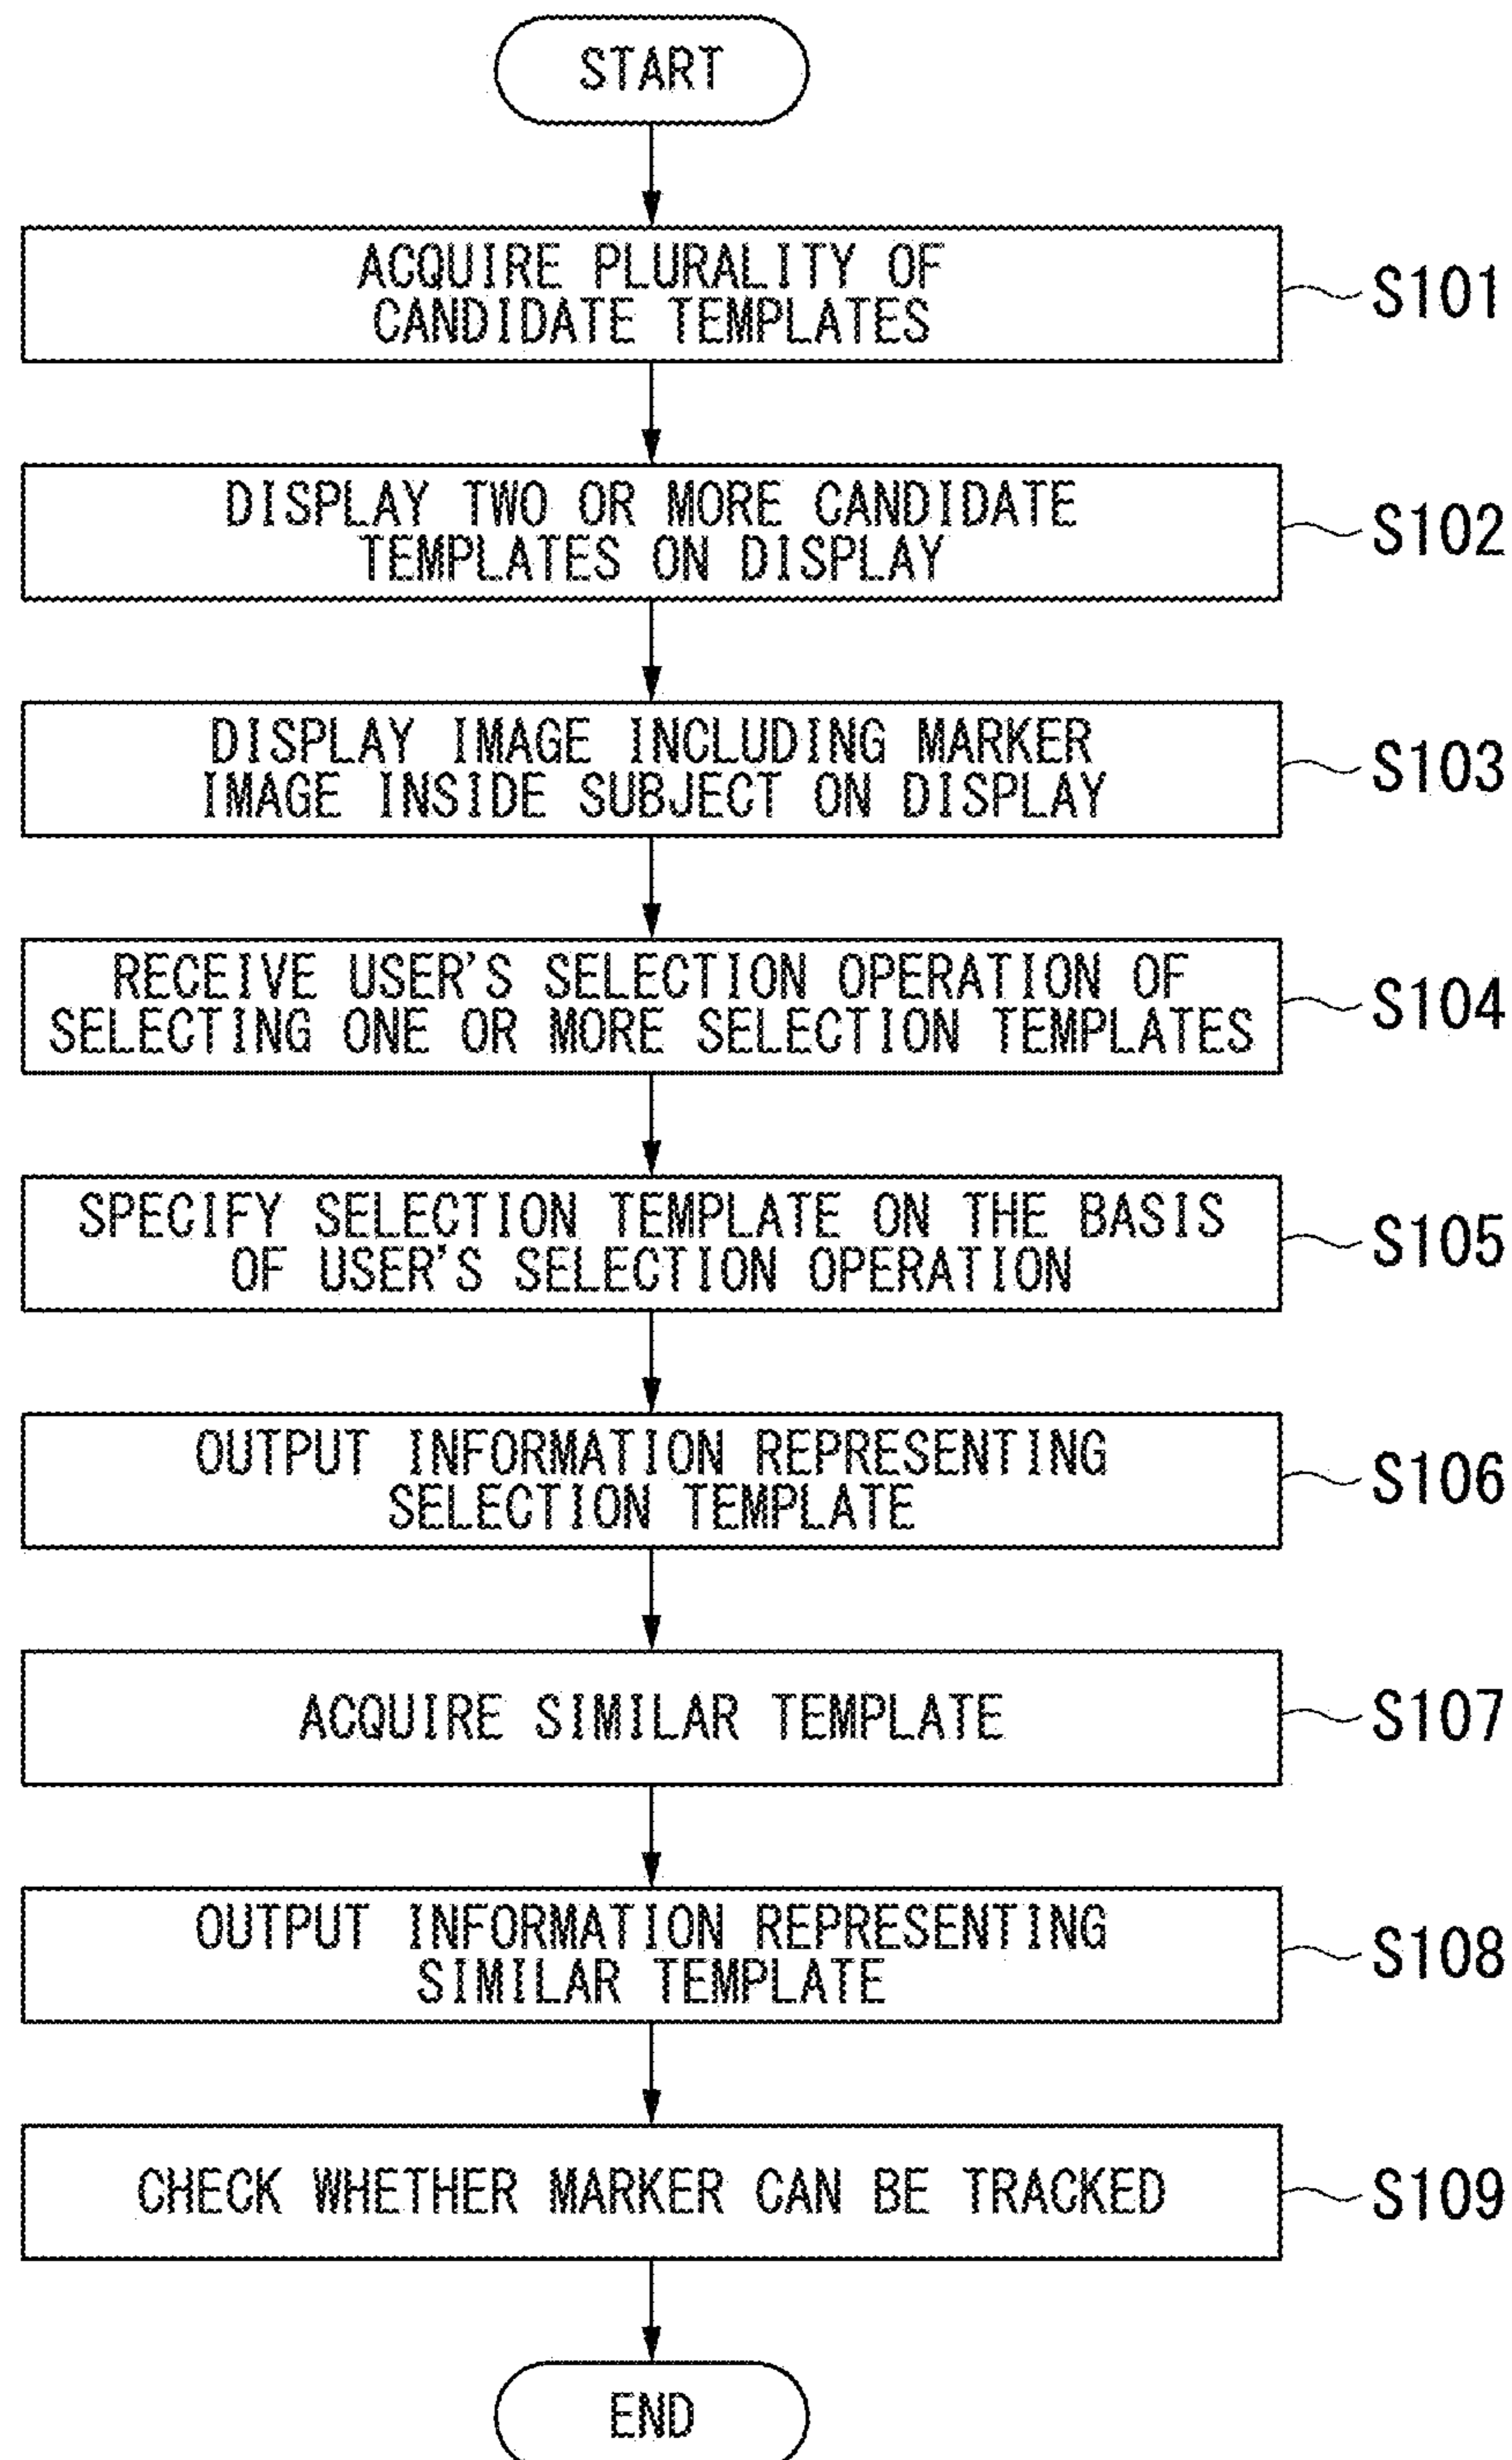 START
ACQUIRE PLURALITY OF
CANDIDATE TEMPLATES
S101
DISPLAY TWO OR MORE CANDIDATE
TEMPLATES ON DISPLAY
S102
DISPLAY IMAGE INCLUDING MARKER
IMAGE INSIDE SUBJECT ON DISPLAY
S103
RECEIVE USER'S SELECTION OPERATION OF
SELECTING ONE OR MORE SELECTION TEMPLATES
S104
SPECIFY SELECTION TEMPLATE ON THE BASIS
OF USER'S SELECTION OPERATION
S105
OUTPUT INFORMATION REPRESENTING
SELECTION TEMPLATE
S106
ACQUIRE SIMILAR TEMPLATE
S107
OUTPUT INFORMATION REPRESENTING
SIMILAR TEMPLATE
S108
CHECK WHETHER MARKER CAN BE TRACKED
S109
END